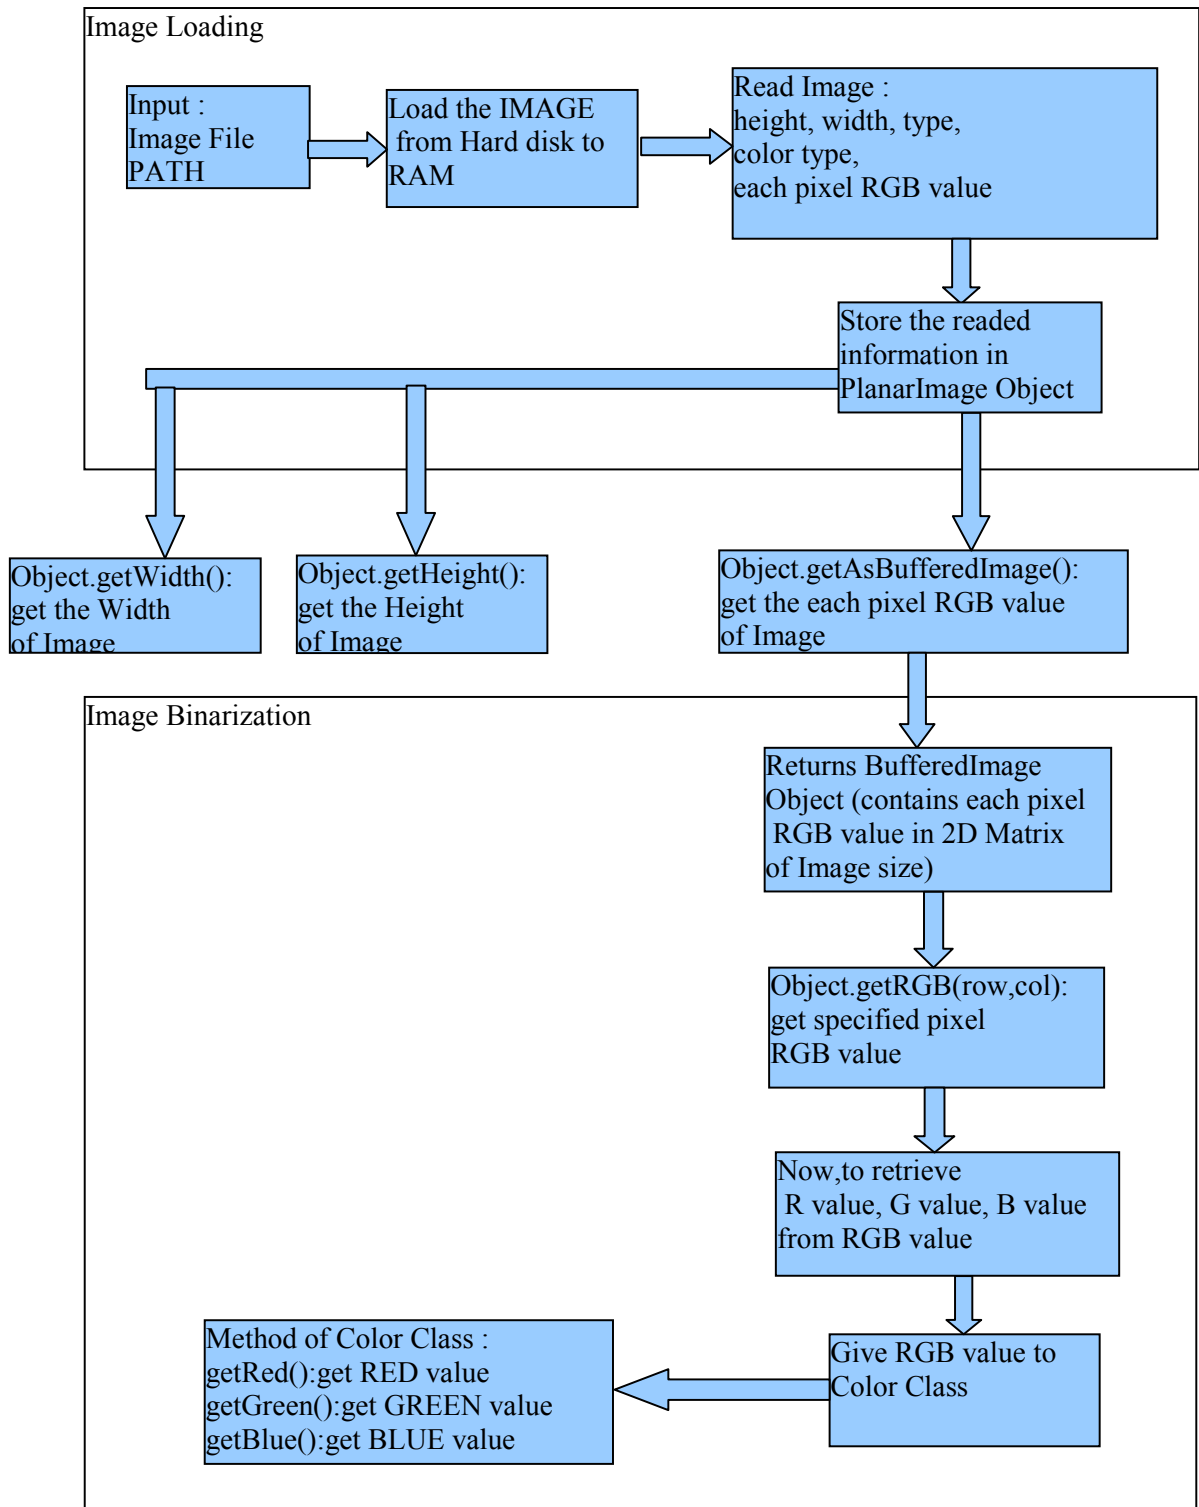 Image Loading
Input :
Image File
PATH
Load the IMAGE
from Hard disk to
RAM
Read Image :
height, width, type,
color type,
each pixel RGB value
Store the readed
information in
PlanarImage Object
Object.getWidth():
get the Width
of Image
Object.getHeight():
get the Height
of Image
Object.getAsBufferedImage():
get the each pixel RGB value
of Image
Image Binarization
Returns BufferedImage
Object (contains each pixel
RGB value in 2D Matrix
of Image size)
Object.getRGB(row,col):
get specified pixel
RGB value
Now,to retrieve
R value, G value, B value
from RGB value
Give RGB value to
Color Class
Method of Color Class :
getRed():get RED value
getGreen():get GREEN value
getBlue():get BLUE value